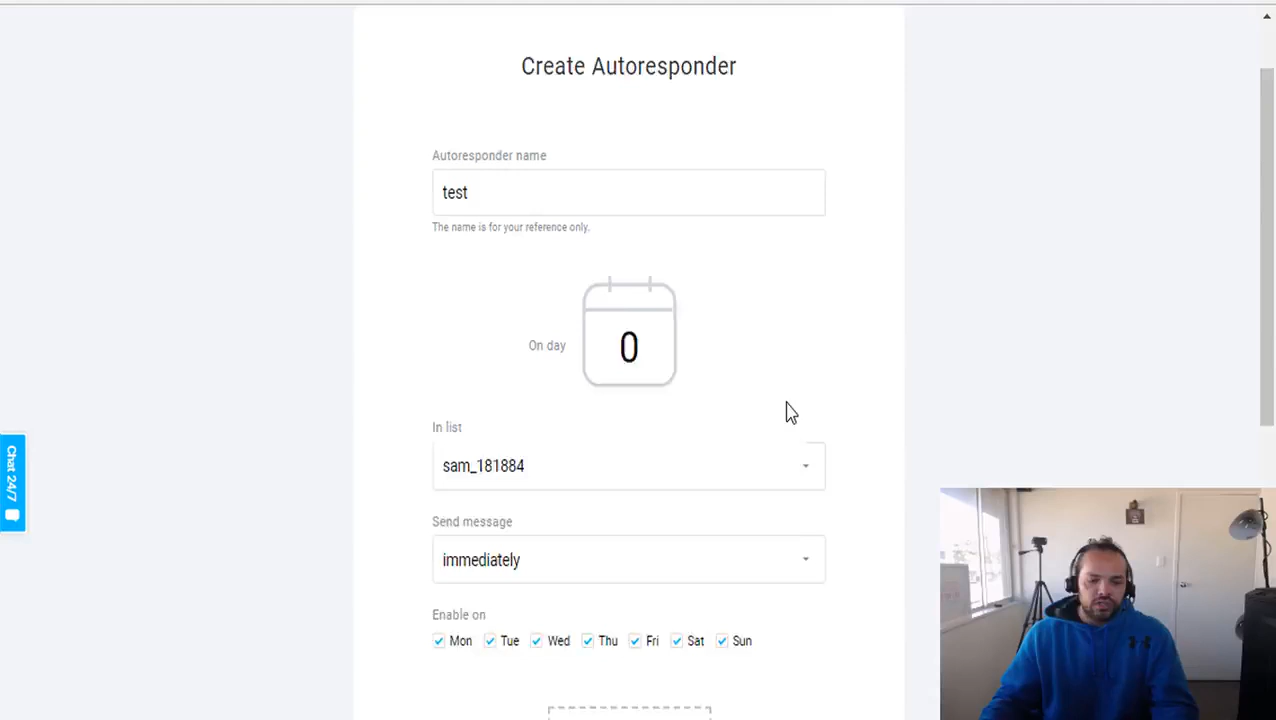 Create Autoresponder
Autoresponder name
test
The name is for your reference only.
On day
0
In list
sam_181884
Send message
immediately
Enable on
Mon Tue Wed Thu Fri Sat Sun
Chat 24/7